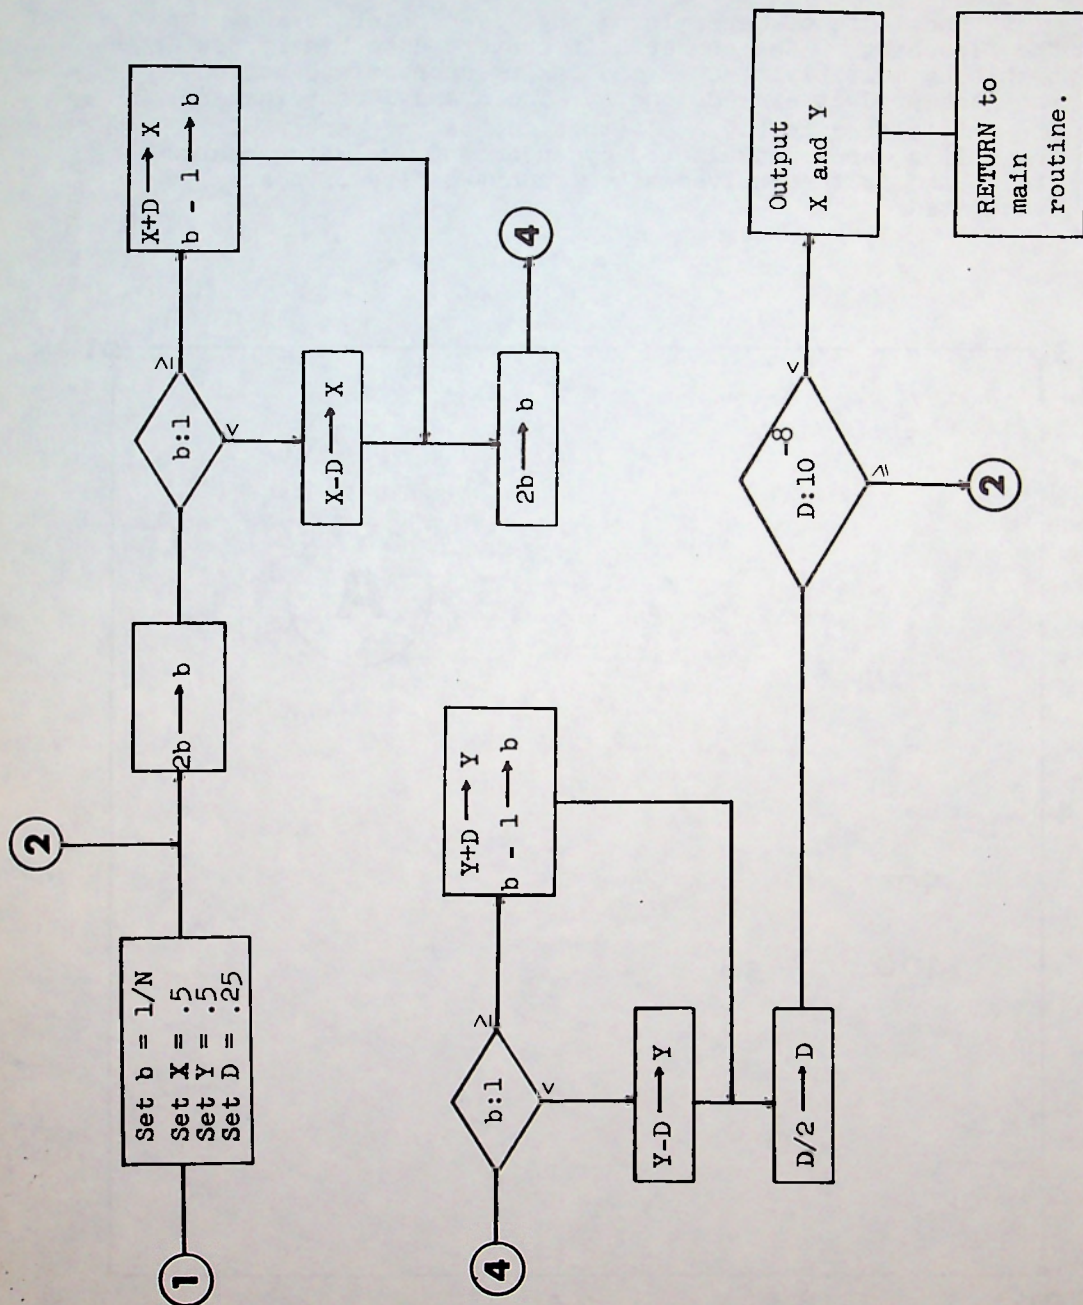 1
Set b = 1/N
Set X = .5
Set Y = .5
Set D = .25
2
2b → b
b:1
≥
<
X+D → X
b - 1 → b
X-D → X
2b → b
4
4
b:1
≥
<
Y+D → Y
b - 1 → b
Y-D → Y
D/2 → D
D:10⁻⁸
<
≥
2
Output
X and Y
RETURN to
main
routine.